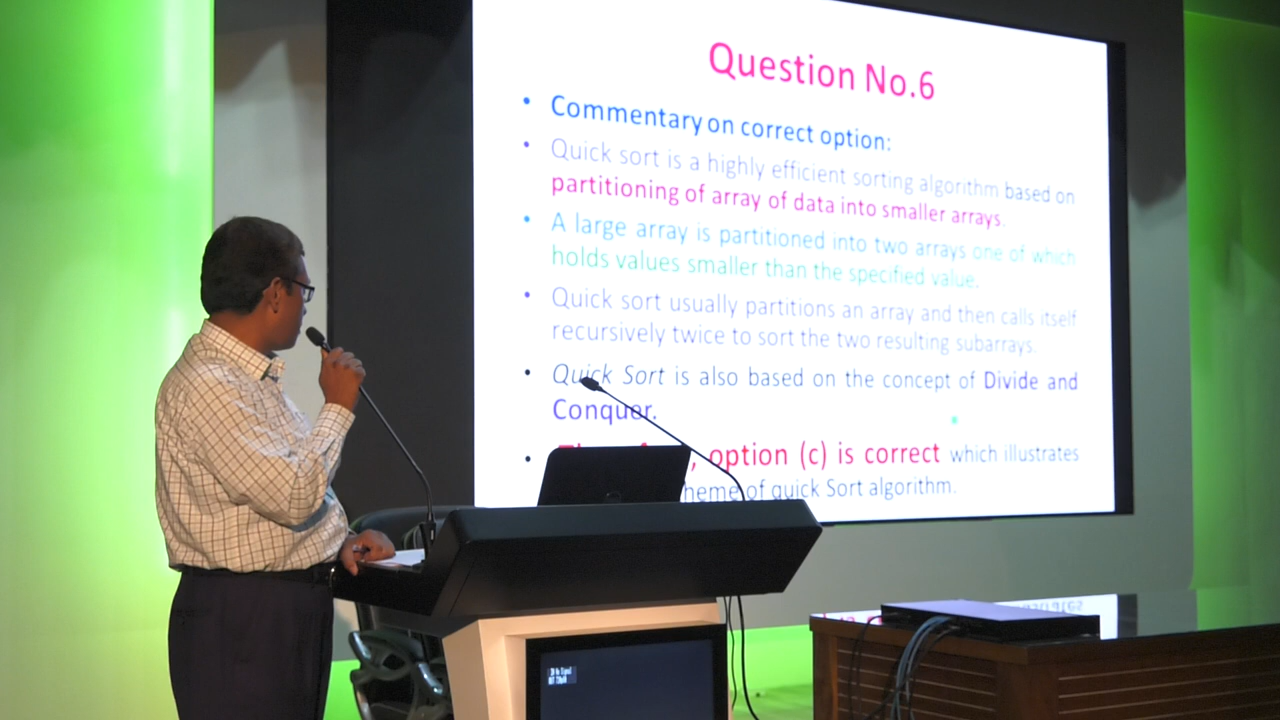 Question No.6
• Commentary on correct option:
• Quick sort is a highly efficient sorting algorithm based on
partitioning of array of data into smaller arrays.
• A large array is partitioned into two arrays one of which
holds values smaller than the specified value.
• Quick sort usually partitions an array and then calls itself
recursively twice to sort the two resulting subarrays.
• Quick Sort is also based on the concept of Divide and
Conquer.
• , option (c) is correct which illustrates
heme of quick Sort algorithm.